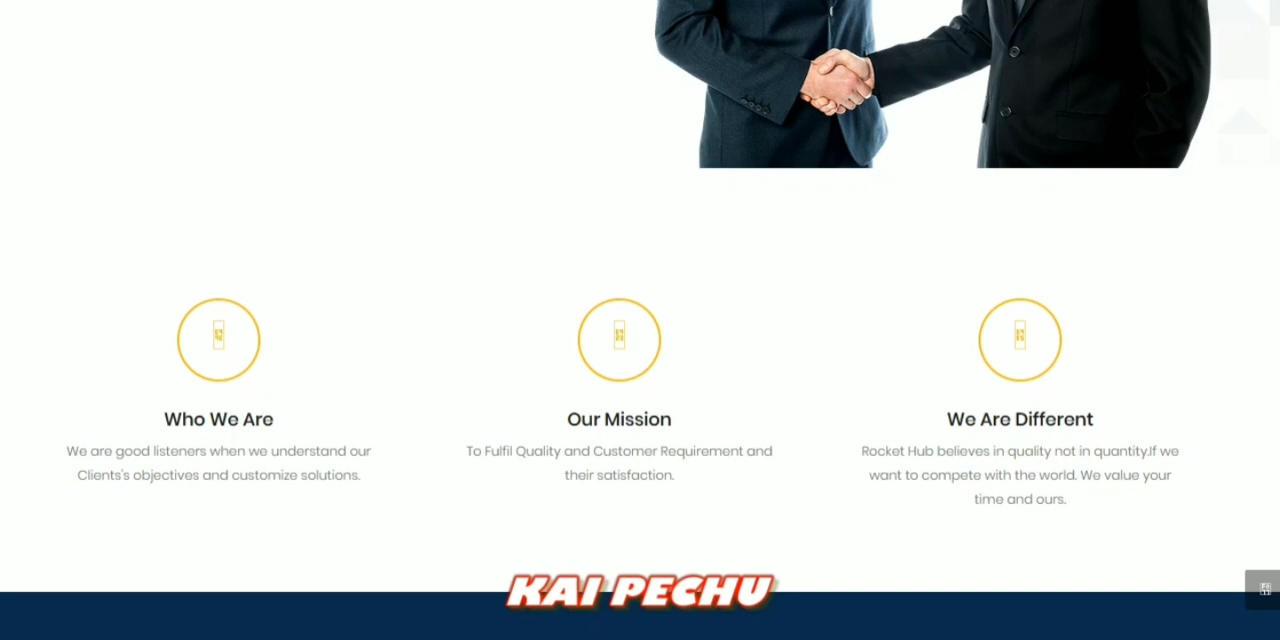 Who We Are
We are good listeners when we understand our
Clients's objectives and customize solutions.
Our Mission
To Fulfil Quality and Customer Requirement and
their satisfaction.
We Are Different
Rocket Hub believes in quality not in quantity.If we
want to compete with the world. We value your
time and ours.
KAI PECHU